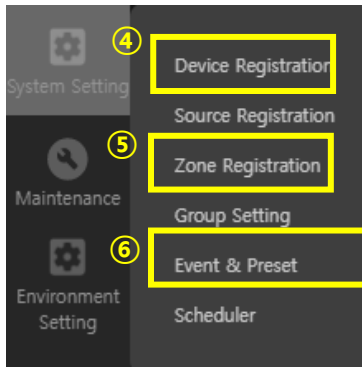 ④
System Setting
Device Registration
Source Registration
⑤
Zone Registration
Maintenance
Group Setting
⑥
Event & Preset
Environment
Setting
Scheduler